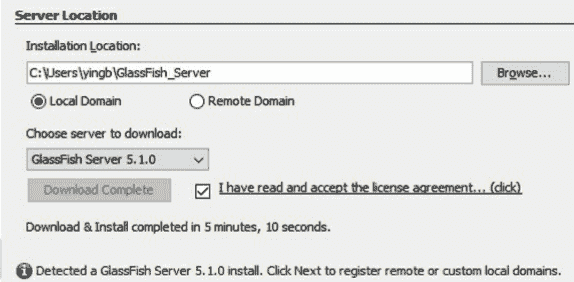 Server Location
Installation Location:
C:\Users\yingb\GlassFish_Server
Browse...
Local Domain Remote Domain
Choose server to download:
GlassFish Server 5.1.0
Download Complete I have read and accept the license agreement... (click)
Download & Install completed in 5 minutes, 10 seconds.
Detected a GlassFish Server 5.1.0 install. Click Next to register remote or custom local domains.